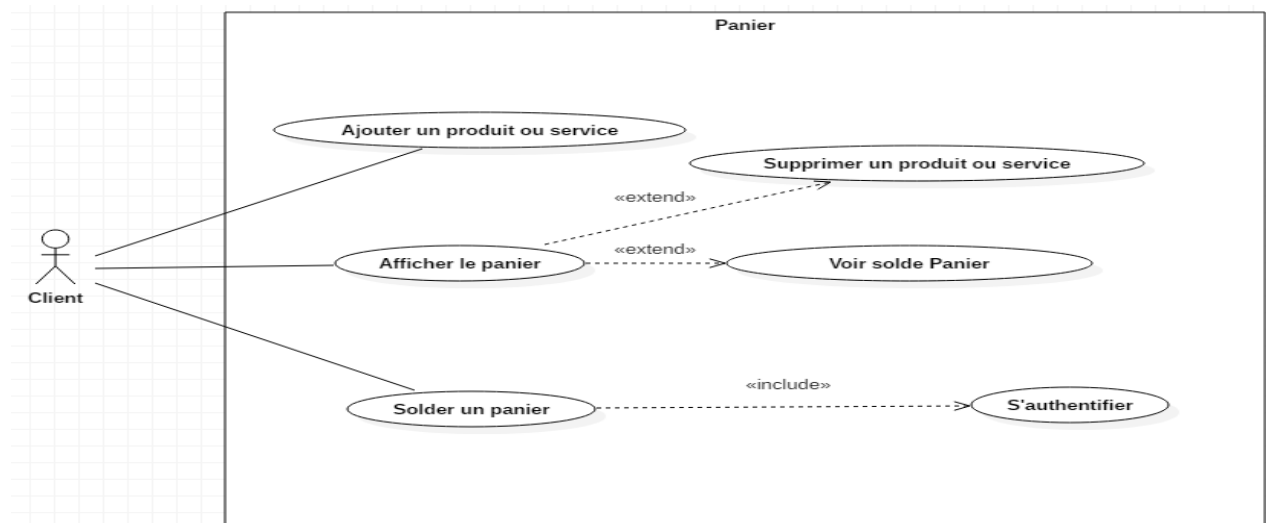 Panier
Ajouter un produit ou service
Supprimer un produit ou service
«extend»
«extend»
Afficher le panier
Voir solde Panier
Client
«include»
Solder un panier
S'authentifier